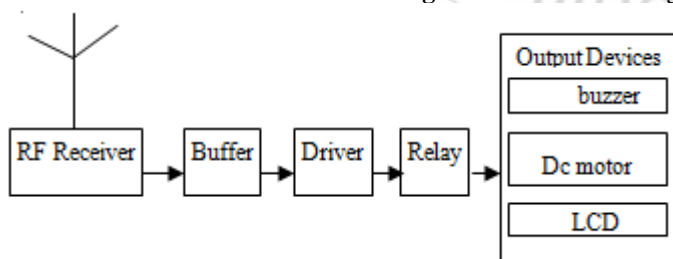 RF Receiver
Buffer
Driver
Relay
Output Devices
buzzer
Dc motor
LCD